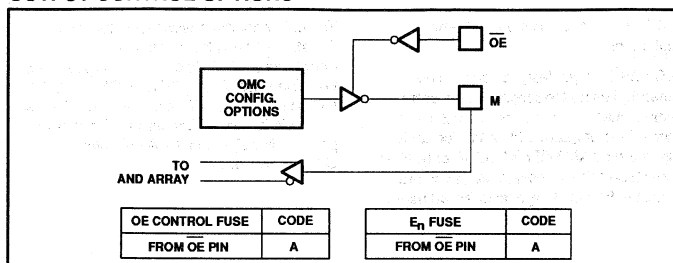 OMC
CONFIG.
OPTIONS
OE
M
TO
AND ARRAY
OE CONTROL FUSE CODE
FROM OE PIN A
En FUSE CODE
FROM OE PIN A